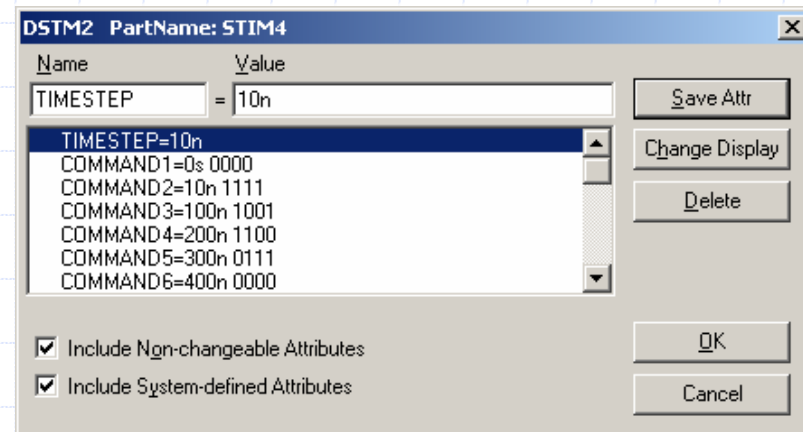 DSTM2 PartName: STIM4
Name Value
TIMESTEP = 10n
Save Attr
TIMESTEP=10n
COMMAND1=0s 0000
COMMAND2=10n 1111
COMMAND3=100n 1001
COMMAND4=200n 1100
COMMAND5=300n 0111
COMMAND6=400n 0000
Change Display
Delete
Include Non-changeable Attributes
Include System-defined Attributes
OK
Cancel